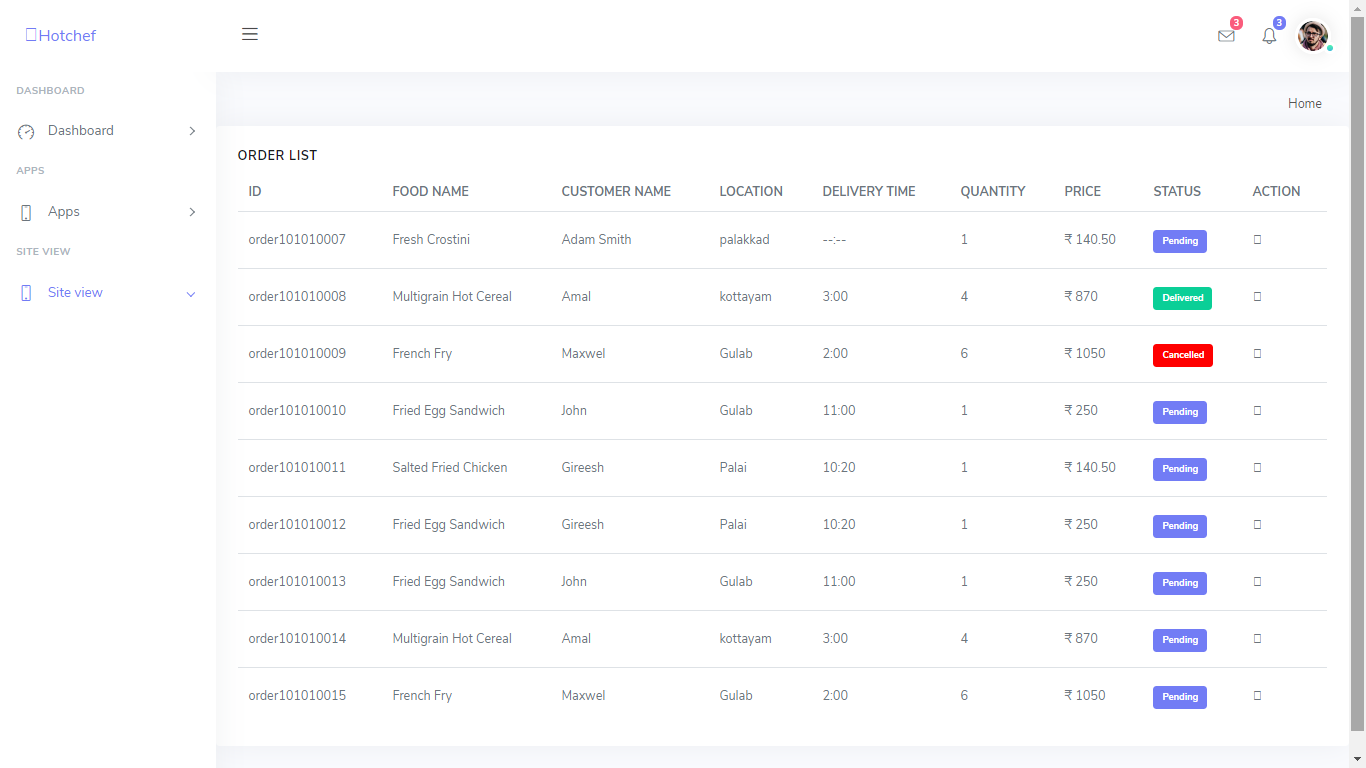 Hotchef
3
3
DASHBOARD
Dashboard
APPS
Apps
SITE VIEW
Site view
Home
ORDER LIST
ID FOOD NAME CUSTOMER NAME LOCATION DELIVERY TIME QUANTITY PRICE STATUS ACTION
order101010007 Fresh Crostini Adam Smith palakkad --:-- 1 ₹ 140.50 Pending
order101010008 Multigrain Hot Cereal Amal kottayam 3:00 4 ₹ 870 Delivered
order101010009 French Fry Maxwel Gulab 2:00 6 ₹ 1050 Cancelled
order101010010 Fried Egg Sandwich John Gulab 11:00 1 ₹ 250 Pending
order101010011 Salted Fried Chicken Gireesh Palai 10:20 1 ₹ 140.50 Pending
order101010012 Fried Egg Sandwich Gireesh Palai 10:20 1 ₹ 250 Pending
order101010013 Fried Egg Sandwich John Gulab 11:00 1 ₹ 250 Pending
order101010014 Multigrain Hot Cereal Amal kottayam 3:00 4 ₹ 870 Pending
order101010015 French Fry Maxwel Gulab 2:00 6 ₹ 1050 Pending